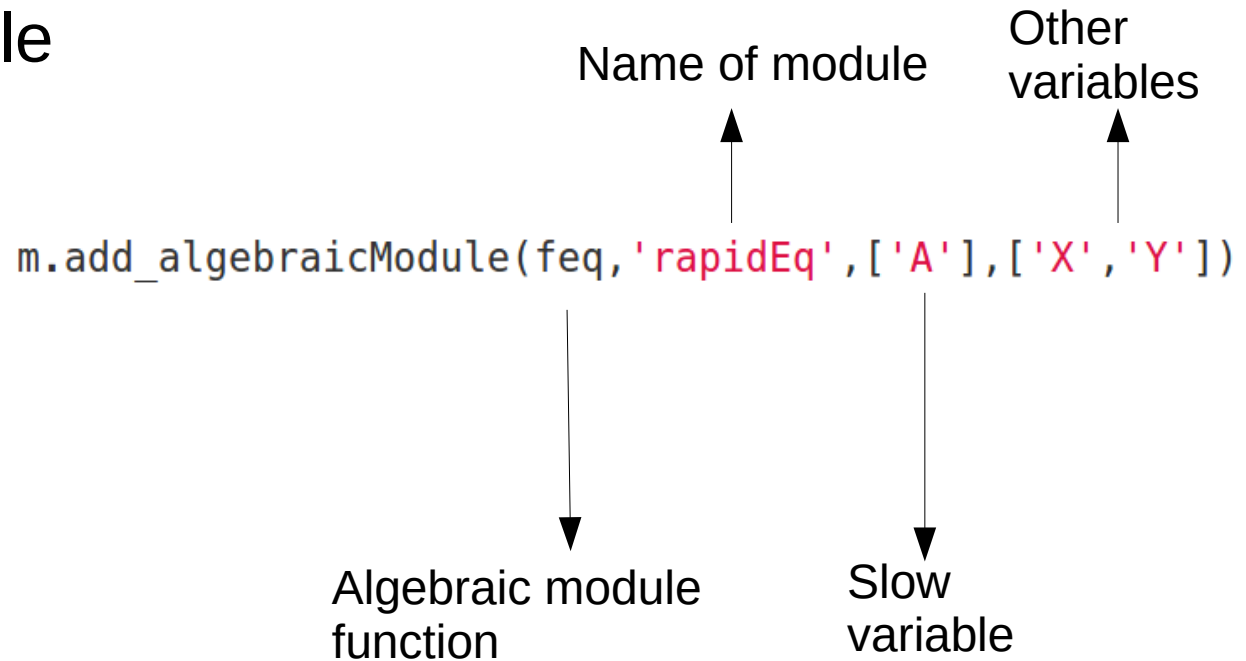 le
Name of module
Other
variables
m.add_algebraicModule(feq,'rapidEq',['A'],['X','Y'])
Algebraic module
function
Slow
variable